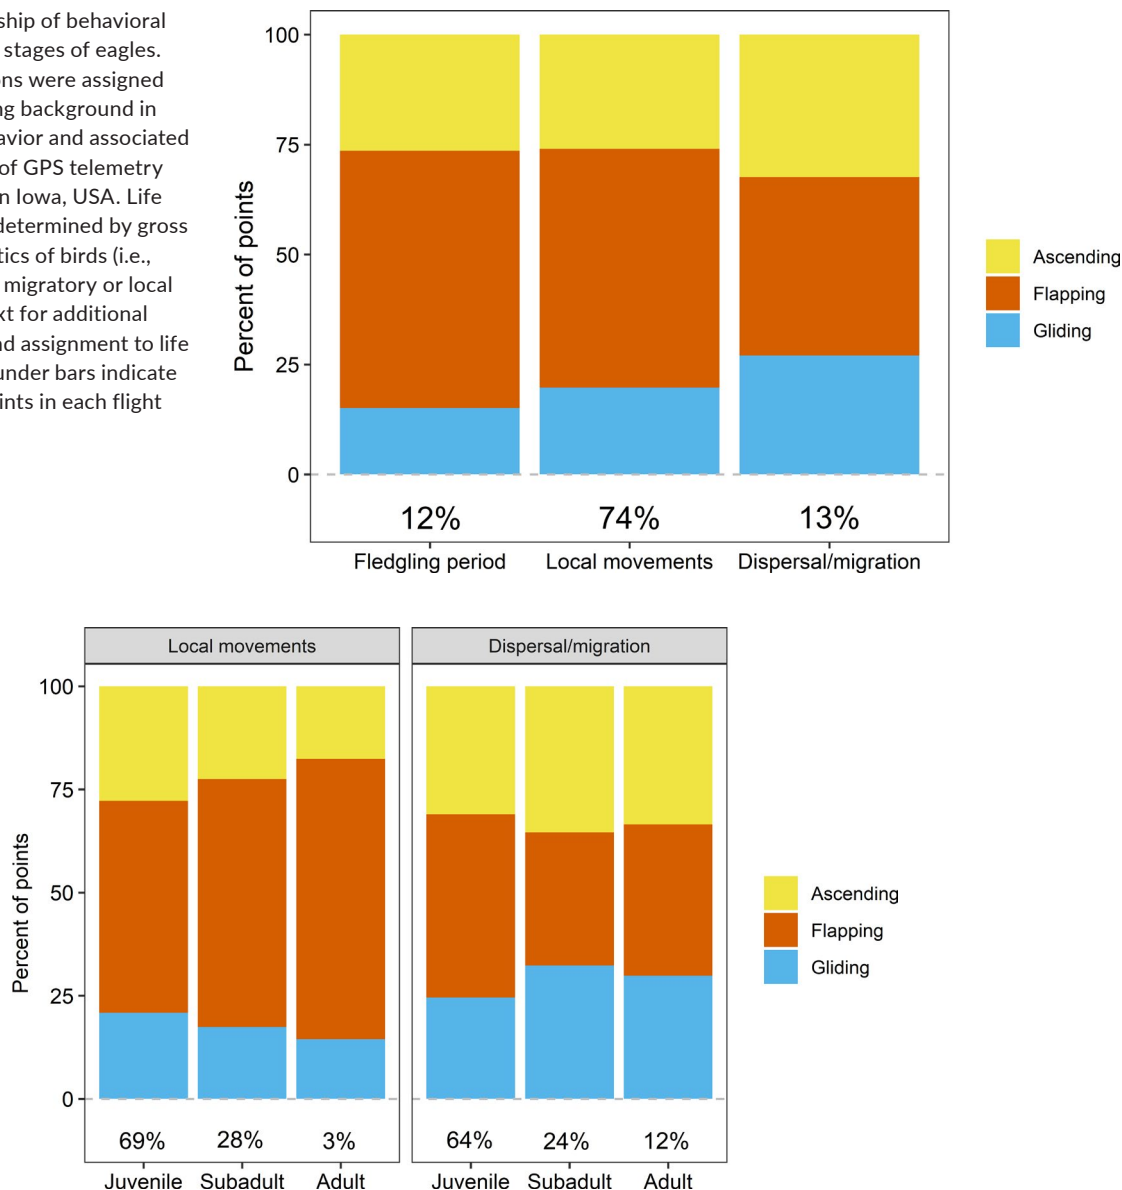 ship of behavioral
stages of eagles.
ns were assigned
ng background in
avior and associated
of GPS telemetry
n Iowa, USA. Life
determined by gross
tics of birds (i.e.,
migratory or local
xt for additional
nd assignment to life
under bars indicate
ints in each flight
100
75
50
25
0
Percent of points
12% 74% 13%
Fledgling period Local movements Dispersal/migration
Ascending
Flapping
Gliding
Local movements Dispersal/migration
100
75
50
25
0
Percent of points
69% 28% 3% 64% 24% 12%
Juvenile Subadult Adult Juvenile Subadult Adult
Ascending
Flapping
Gliding